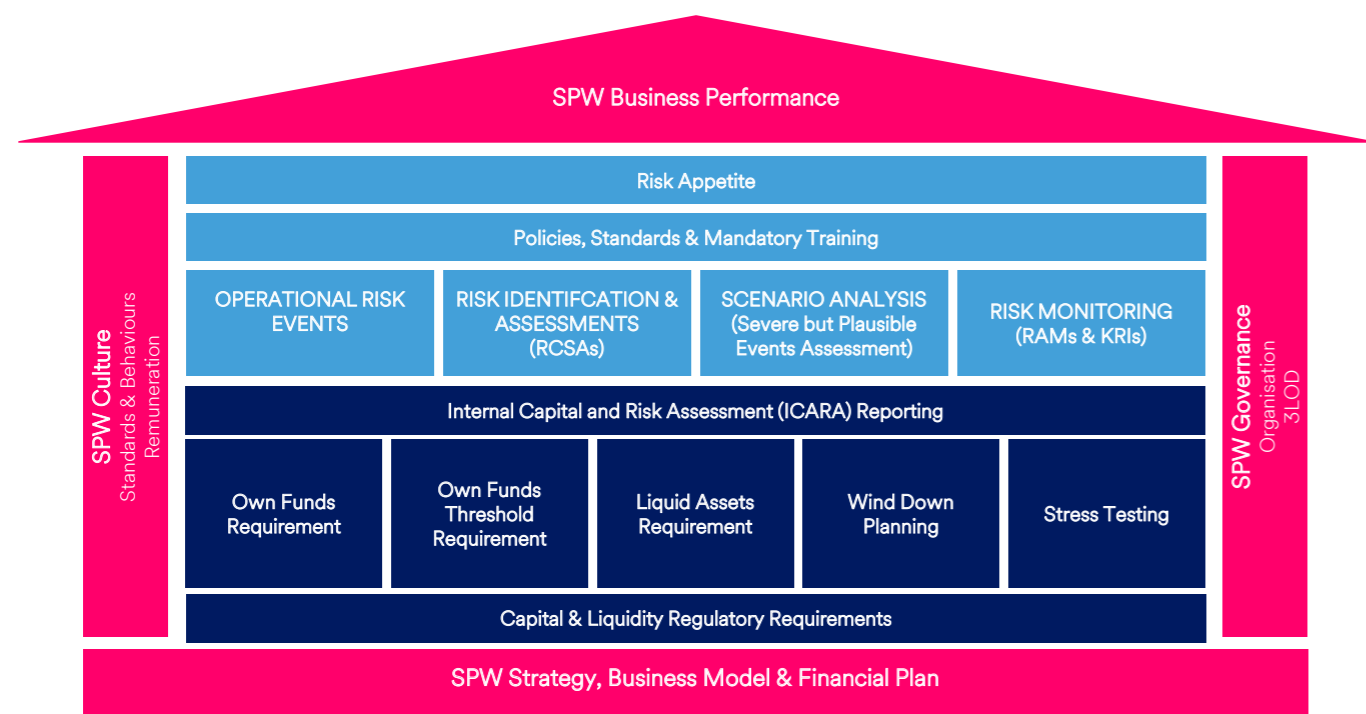 SPW Business Performance
SPW Culture
Standards & Behaviours
Remuneration
Risk Appetite
Policies, Standards & Mandatory Training
OPERATIONAL RISK
EVENTS
RISK IDENTIFCATION &
ASSESSMENTS
(RCSAs)
SCENARIO ANALYSIS
(Severe but Plausible
Events Assessment)
RISK MONITORING
(RAMs & KRIs)
Internal Capital and Risk Assessment (ICARA) Reporting
Own Funds
Requirement
Own Funds
Threshold
Requirement
Liquid Assets
Requirement
Wind Down
Planning
Stress Testing
Capital & Liquidity Regulatory Requirements
SPW Governance
Organisation
3LOD
SPW Strategy, Business Model & Financial Plan